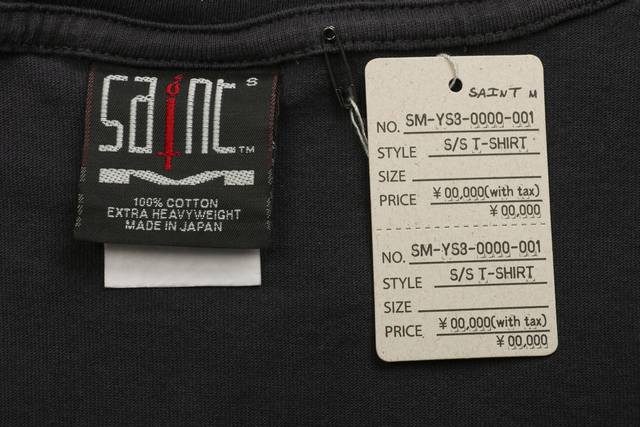 saint S
TM
100% COTTON
EXTRA HEAVYWEIGHT
MADE IN JAPAN
SAINT M
NO. SM-YS3-0000-001
STYLE S/S T-SHIRT
SIZE
PRICE ¥00,000(with tax)
¥00,000
NO. SM-YS3-0000-001
STYLE S/S T-SHIRT
SIZE
PRICE ¥00,000(with tax)
¥00,000